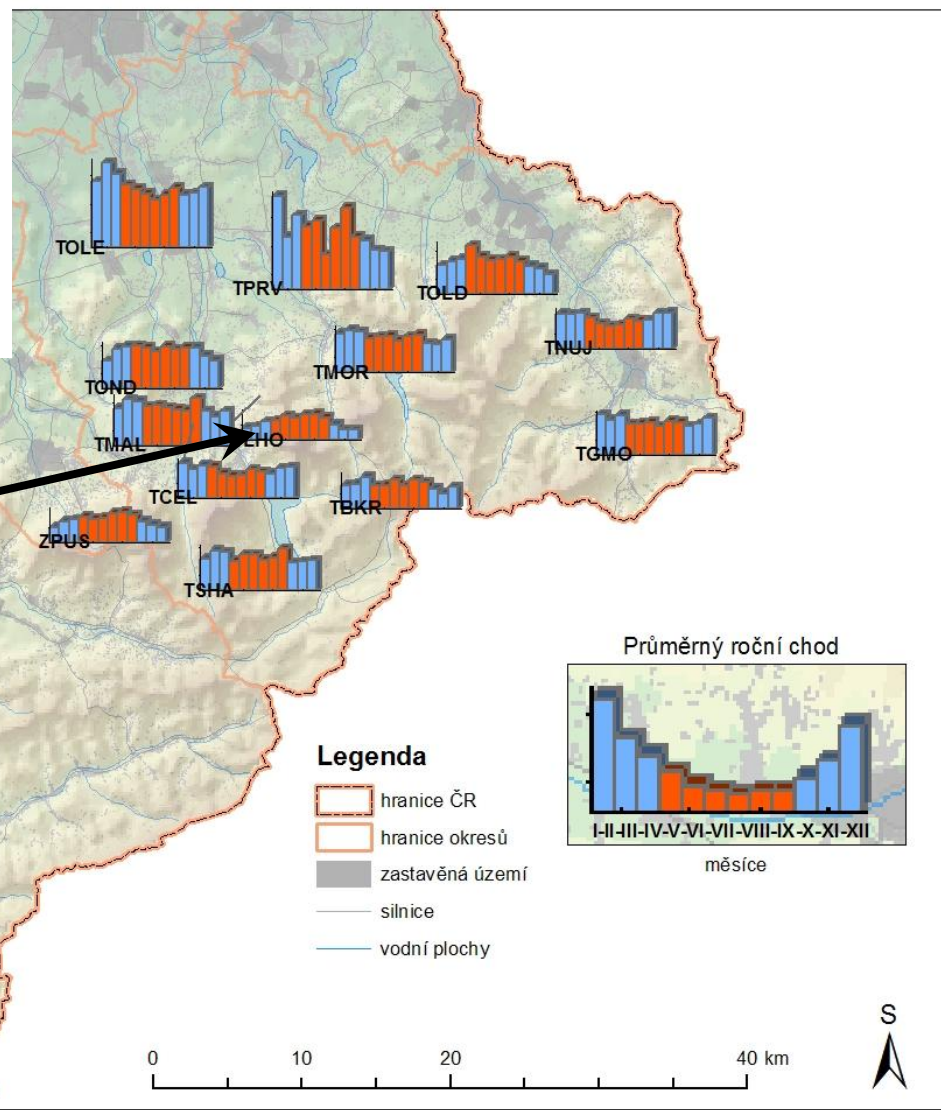 TOLE
TPRV
TOLD
TNUJ
TMOR
TOND
TMAL
ZHO
TGMO
TCEL
TBKR
ZPUS
TSHA
Průměrný roční chod
I-II-III-IV-V-VI-VII-VIII-IX-X-XI-XII
měsíce
Legenda
hranice ČR
hranice okresů
zastavěná území
silnice
vodní plochy
S
0 10 20 40 km